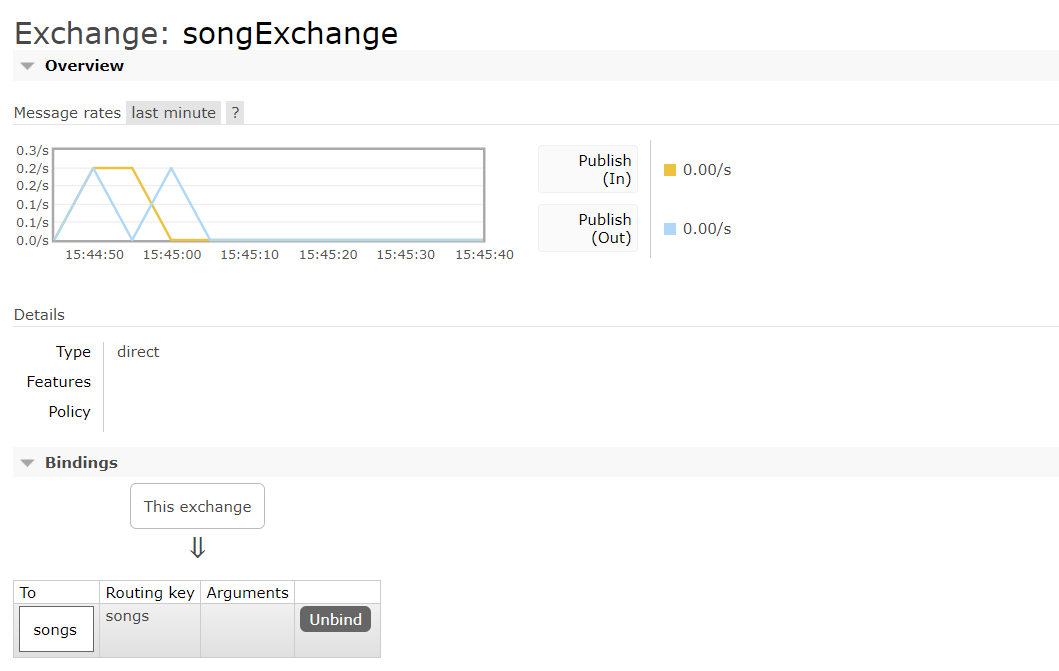 Exchange: songExchange
Overview
Message rates last minute ?
0.3/s
0.2/s
0.2/s
0.1/s
0.1/s
0.0/s
15:44:50 15:45:00 15:45:10 15:45:20 15:45:30 15:45:40
Publish
(In)
0.00/s
Publish
(Out)
0.00/s
Details
Type direct
Features
Policy
Bindings
This exchange
⇓
To Routing key Arguments
songs songs Unbind